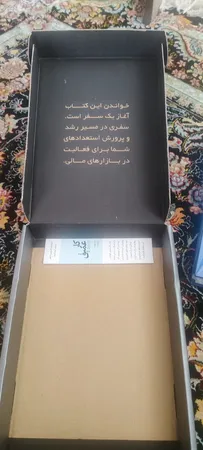 خواندن این کتاب
آغاز یک سفر است.
سفری در مسیر رشد
و پرورش استعدادهای
شما برای فعالیت
در بازارهای مالی.